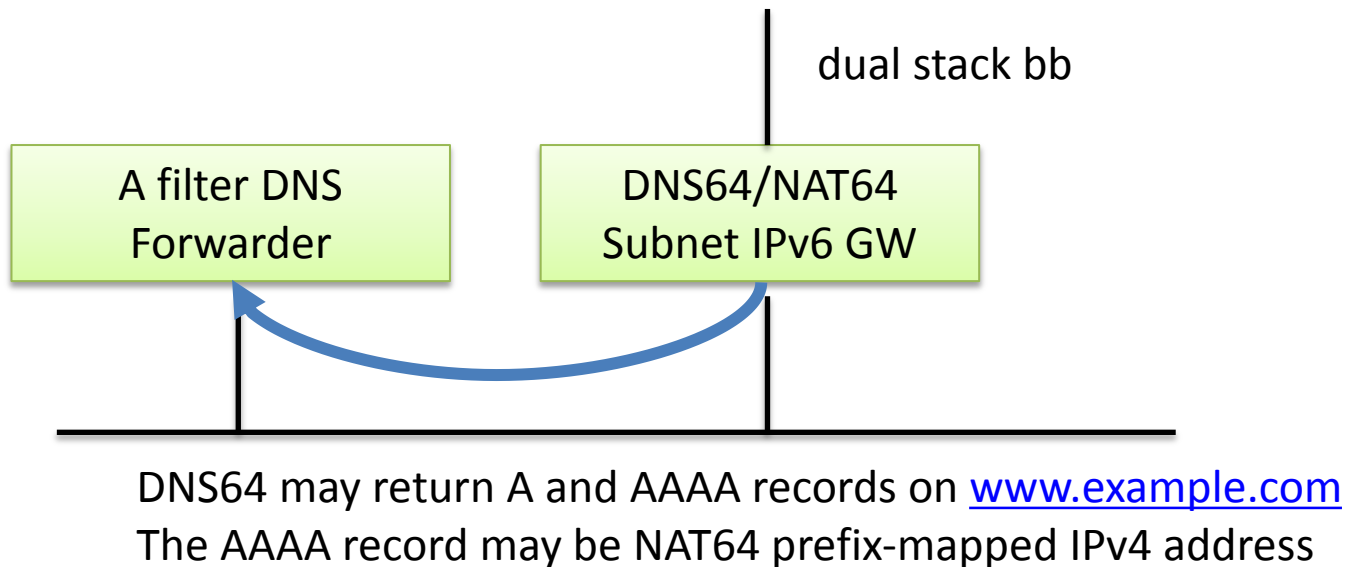 dual stack bb
A filter DNS
Forwarder
DNS64/NAT64
Subnet IPv6 GW
DNS64 may return A and AAAA records on www.example.com
The AAAA record may be NAT64 prefix-mapped IPv4 address